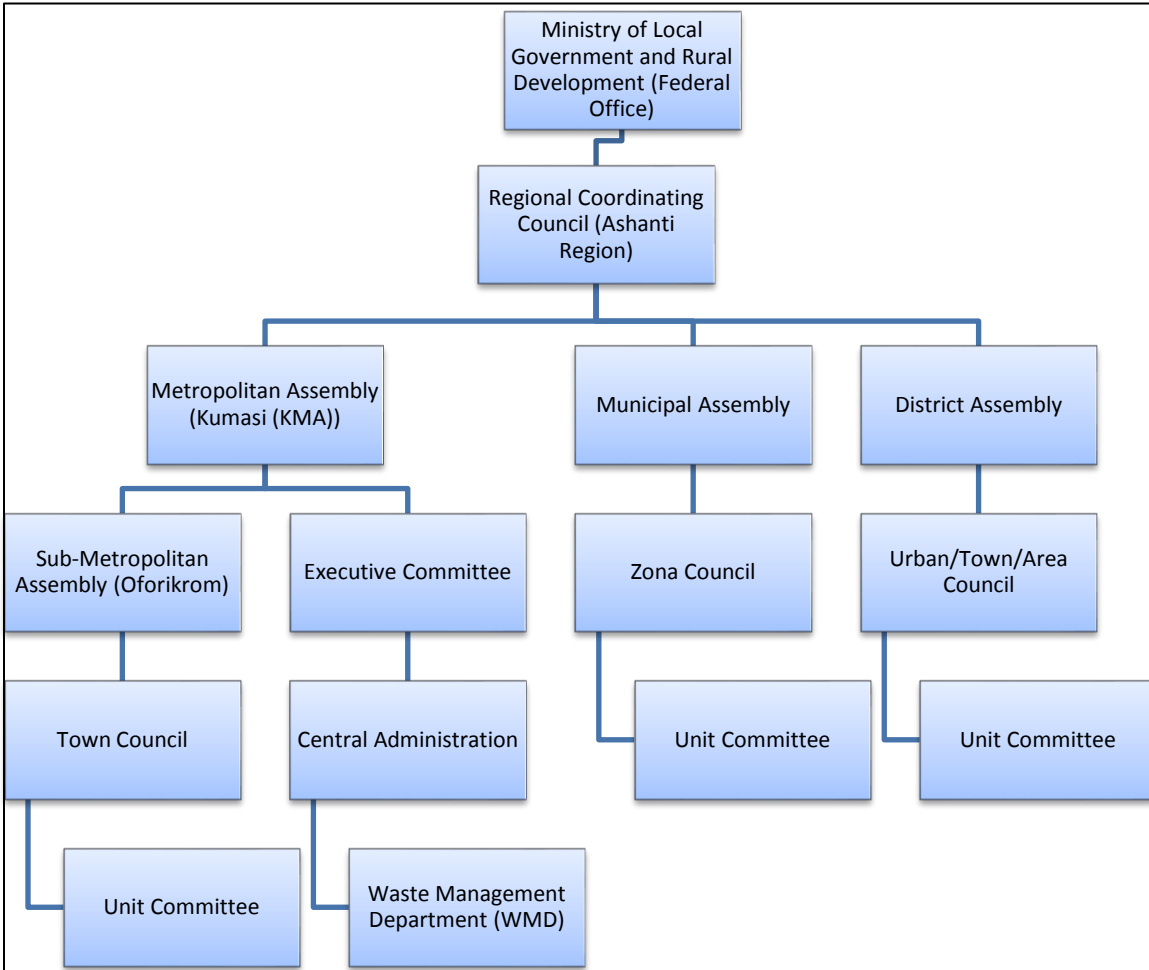 Ministry of Local
Government and Rural
Development (Federal
Office)
Regional Coordinating
Council (Ashanti
Region)
Metropolitan Assembly
(Kumasi (KMA))
Municipal Assembly
District Assembly
Sub-Metropolitan
Assembly (Oforikrom)
Executive Committee
Zona Council
Urban/Town/Area
Council
Town Council
Central Administration
Unit Committee
Unit Committee
Unit Committee
Waste Management
Department (WMD)